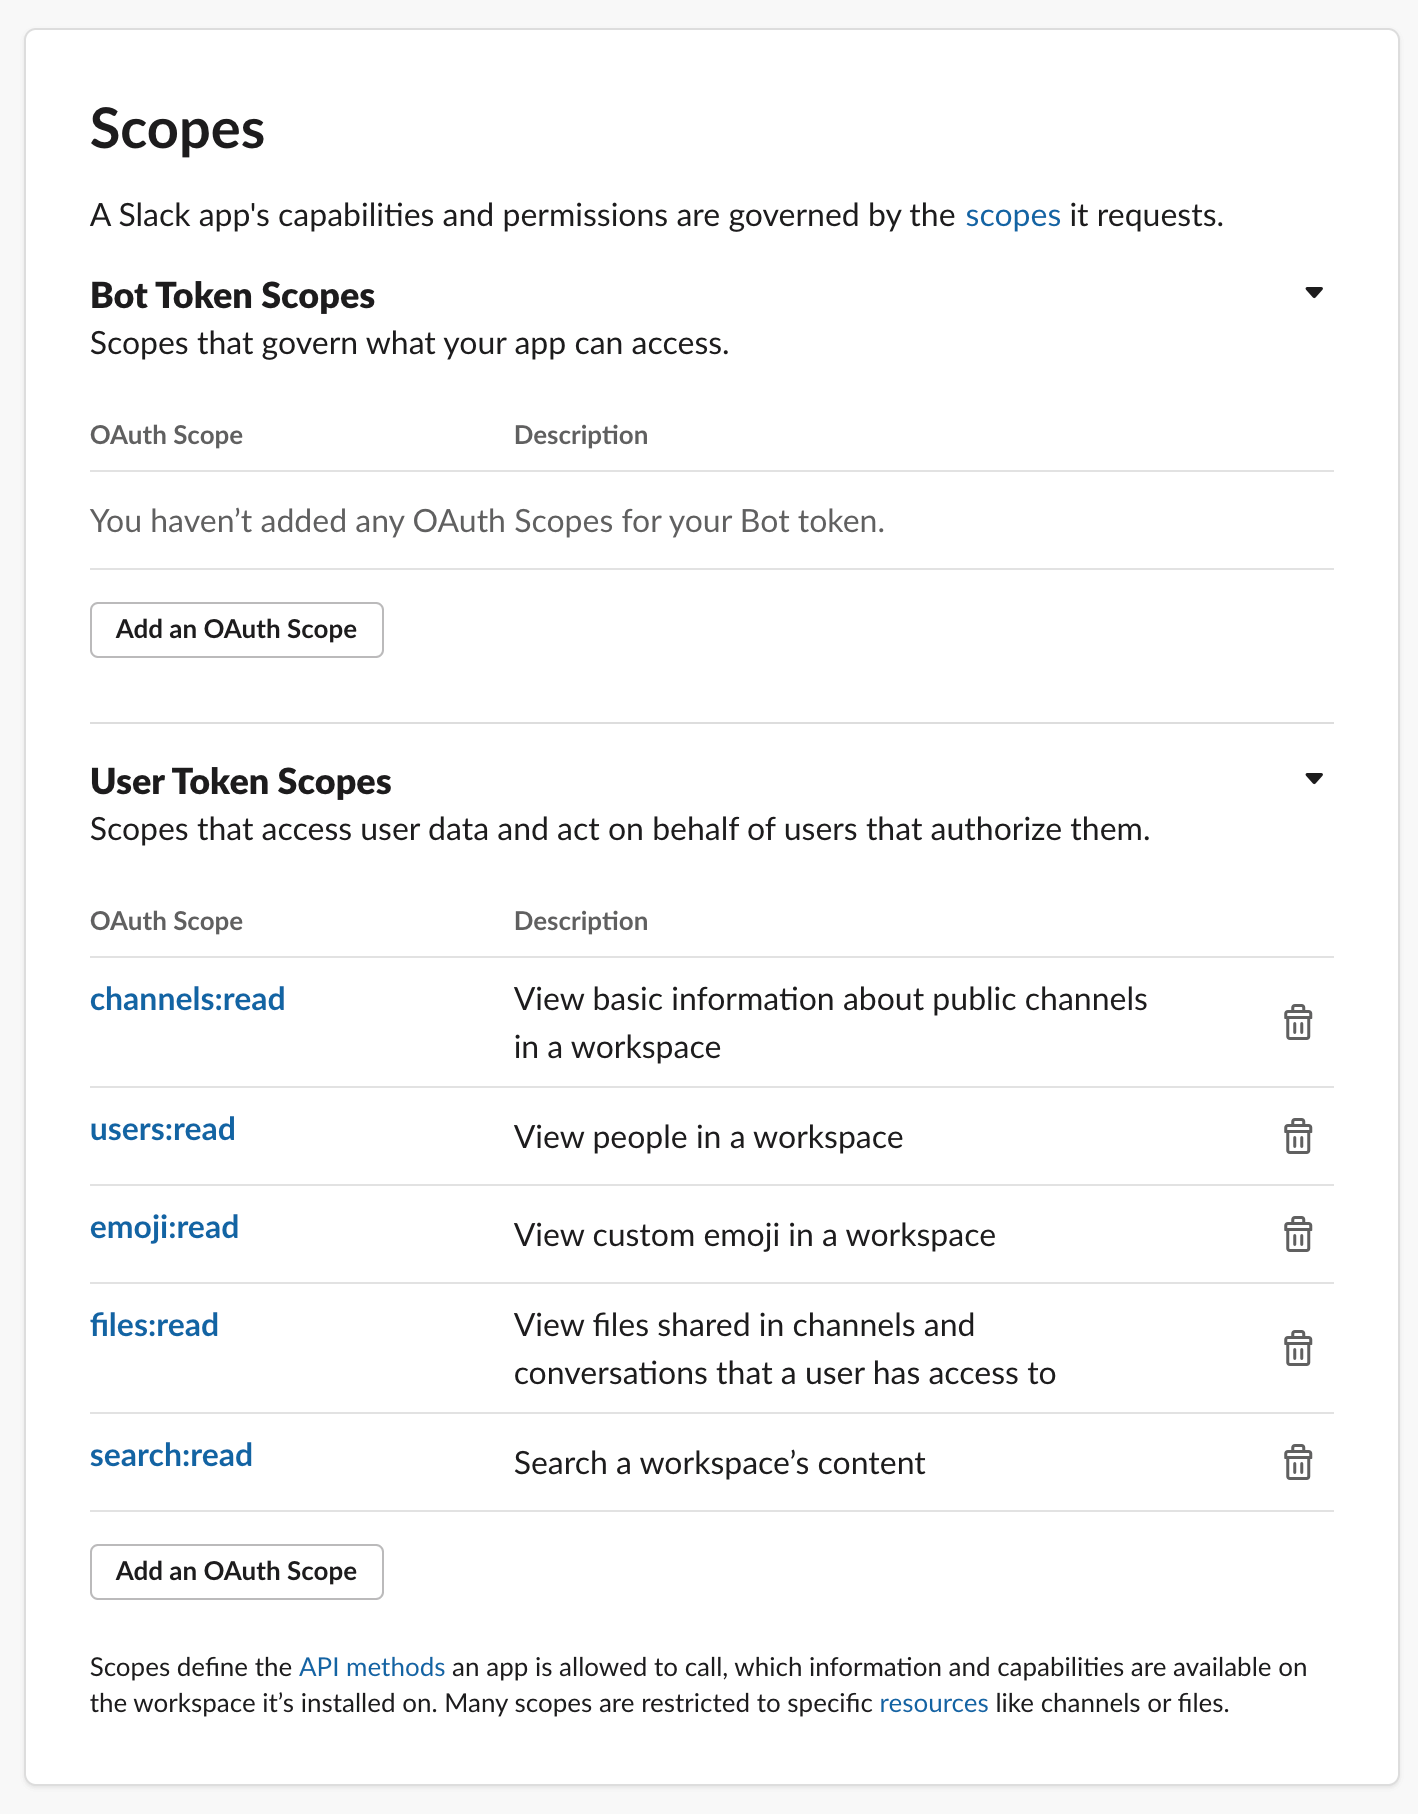 Scopes
A Slack app's capabilities and permissions are governed by the scopes it requests.
Bot Token Scopes
Scopes that govern what your app can access.
OAuth Scope Description
You haven’t added any OAuth Scopes for your Bot token.
Add an OAuth Scope
User Token Scopes
Scopes that access user data and act on behalf of users that authorize them.
OAuth Scope Description
channels:read View basic information about public channels
in a workspace
users:read View people in a workspace
emoji:read View custom emoji in a workspace
files:read View files shared in channels and
conversations that a user has access to
search:read Search a workspace’s content
Add an OAuth Scope
Scopes define the API methods an app is allowed to call, which information and capabilities are available on
the workspace it’s installed on. Many scopes are restricted to specific resources like channels or files.